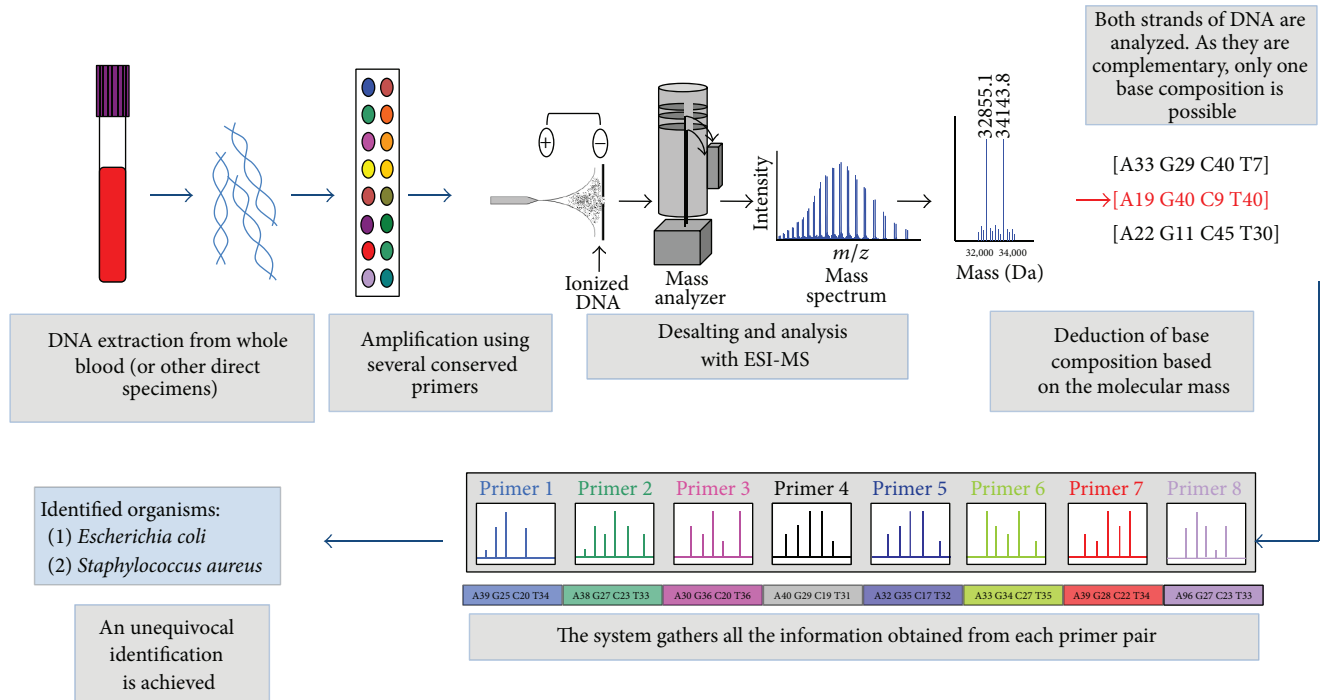 Both strands of DNA are
analyzed. As they are
complementary, only one
base composition is
possible
+
−
Ionized
DNA
Mass
analyzer
Intensity
m/z
Mass
spectrum
32855.1
34143.8
32,000 34,000
Mass (Da)
[A33 G29 C40 T7]
[A19 G40 C9 T40]
[A22 G11 C45 T30]
DNA extraction from whole
blood (or other direct
specimens)
Amplification using
several conserved
primers
Desalting and analysis
with ESI-MS
Deduction of base
composition based
on the molecular mass
Primer 1 Primer 2 Primer 3 Primer 4 Primer 5 Primer 6 Primer 7 Primer 8
A39 G25 C20 T34 A38 G27 C23 T33 A30 G36 C20 T36 A40 G29 C19 T31 A32 G35 C17 T32 A33 G34 C27 T35 A39 G28 C22 T34 A96 G27 C23 T33
The system gathers all the information obtained from each primer pair
Identified organisms:
(1) Escherichia coli
(2) Staphylococcus aureus
An unequivocal
identification
is achieved